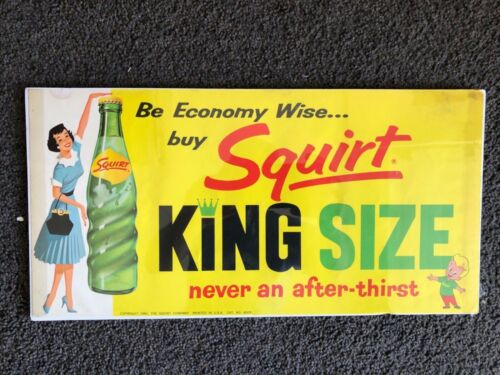 Be Economy Wise...
buy Squirt®
KING SIZE
never an after-thirst
SQUIRT